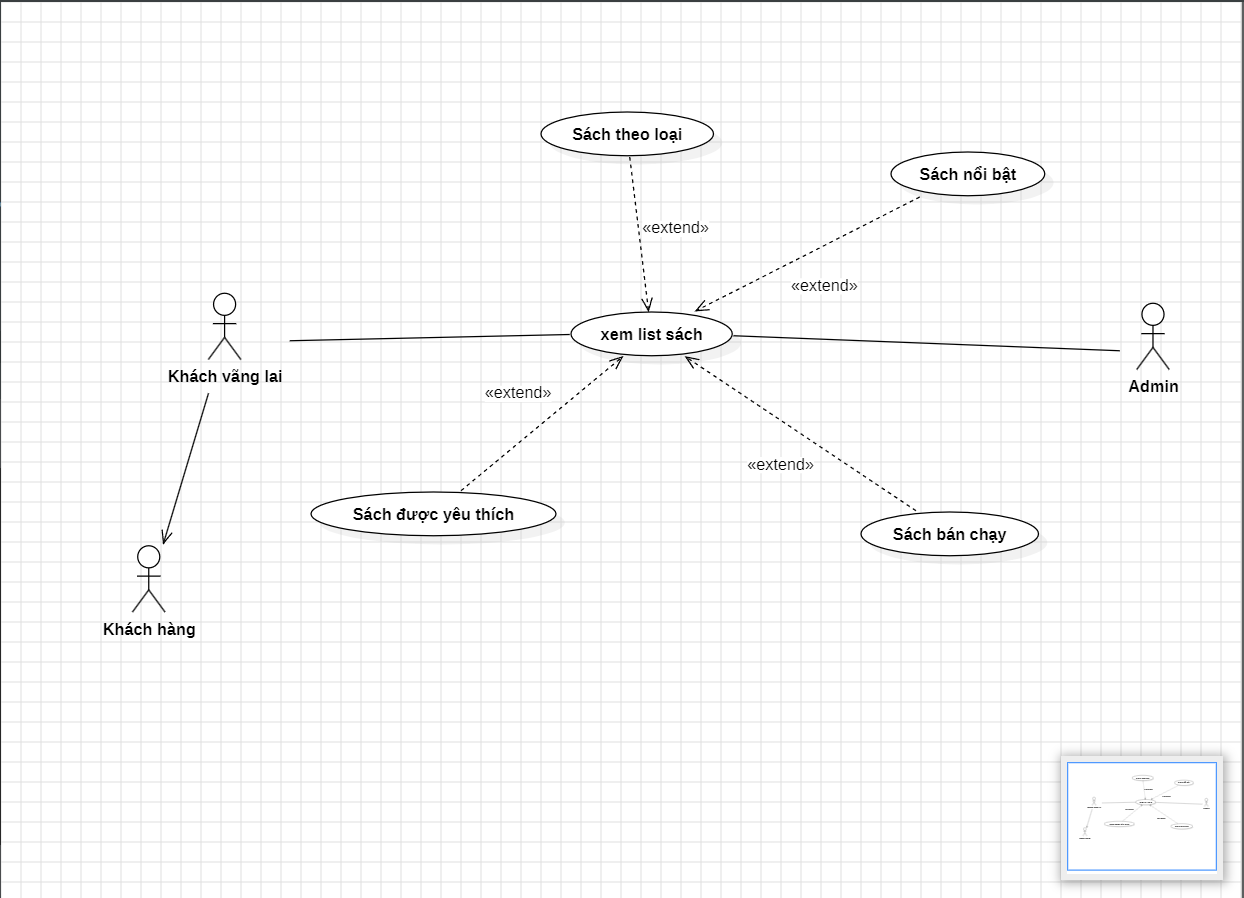 Sách theo loại
Sách nổi bật
«extend»
«extend»
xem list sách
Khách vãng lai
Admin
«extend»
«extend»
Sách được yêu thích
Sách bán chạy
Khách hàng